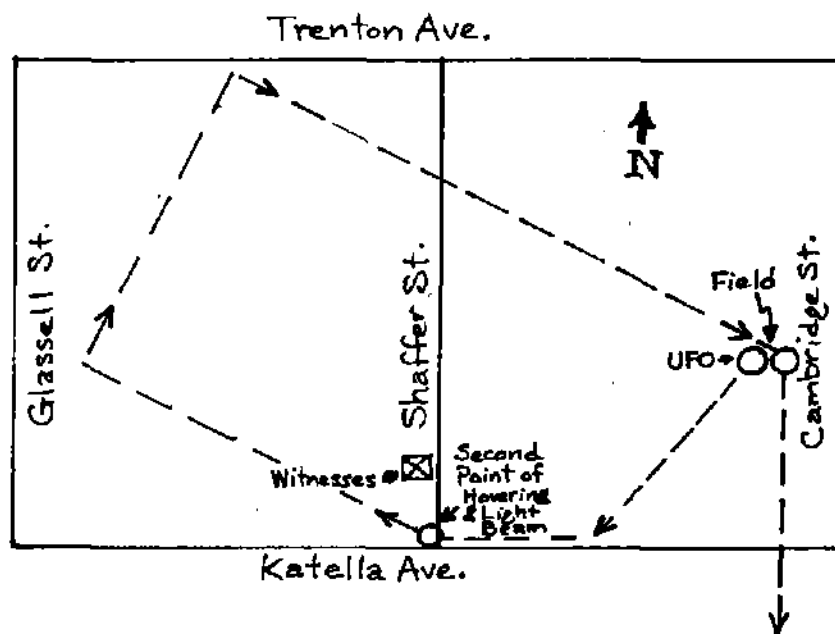 Trenton Ave.
N
Glassell St.
Shaffer St.
Field
UFO
Cambridge St.
Witnesses
Second
Point of
Hovering
& Light
Beam
Katella Ave.